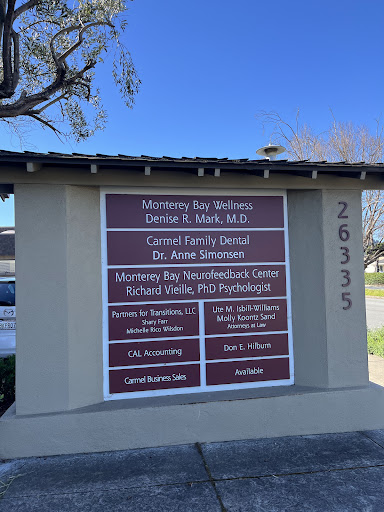 Monterey Bay Wellness
Denise R. Mark, M.D.
Carmel Family Dental
Dr. Anne Simonsen
Monterey Bay Neurofeedback Center
Richard Vieille, PhD Psychologist
Partners for Transitions, LLC
Shary Farr
Michelle Rico Wilsdon
Ute M. Isbill-Williams
Molly Koontz Sand
Attorneys at Law
CAL Accounting
Don E. Hilburn
Carmel Business Sales
Available
26335